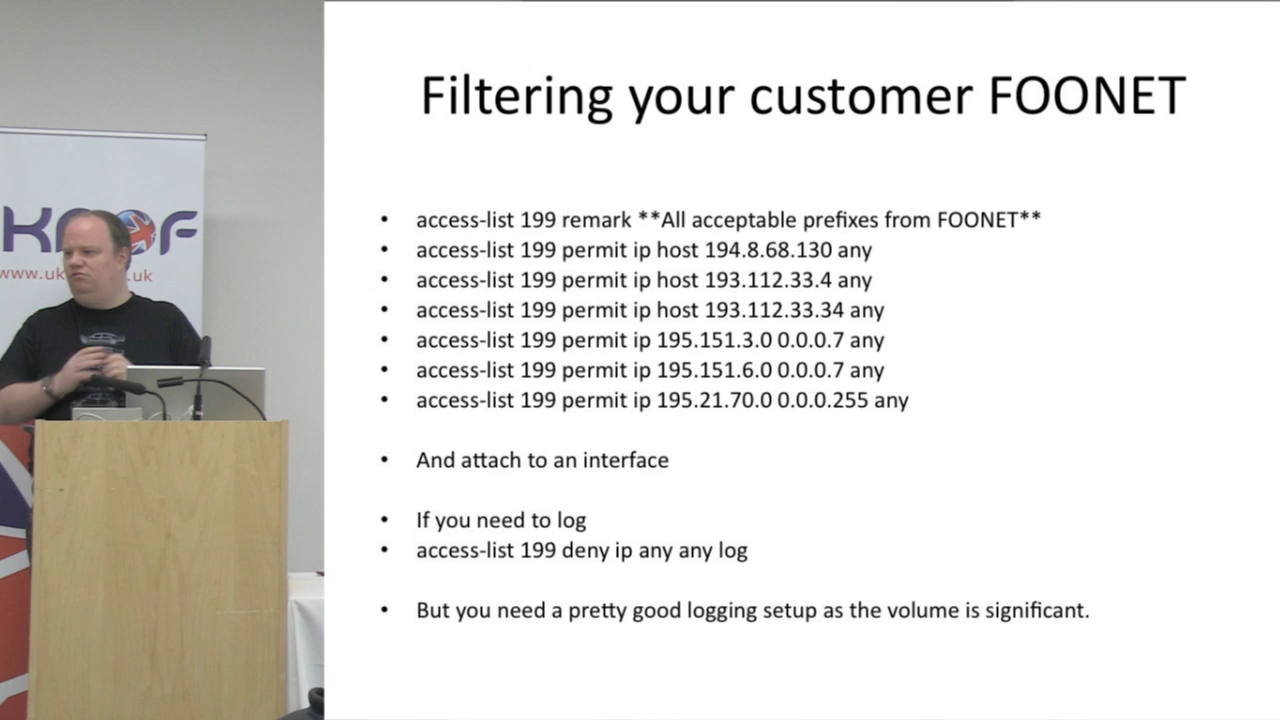 Filtering your customer FOONET
• access-list 199 remark **All acceptable prefixes from FOONET**
• access-list 199 permit ip host 194.8.68.130 any
• access-list 199 permit ip host 193.112.33.4 any
• access-list 199 permit ip host 193.112.33.34 any
• access-list 199 permit ip 195.151.3.0 0.0.0.7 any
• access-list 199 permit ip 195.151.6.0 0.0.0.7 any
• access-list 199 permit ip 195.21.70.0 0.0.0.255 any
• And attach to an interface
• If you need to log
• access-list 199 deny ip any any log
• But you need a pretty good logging setup as the volume is significant.